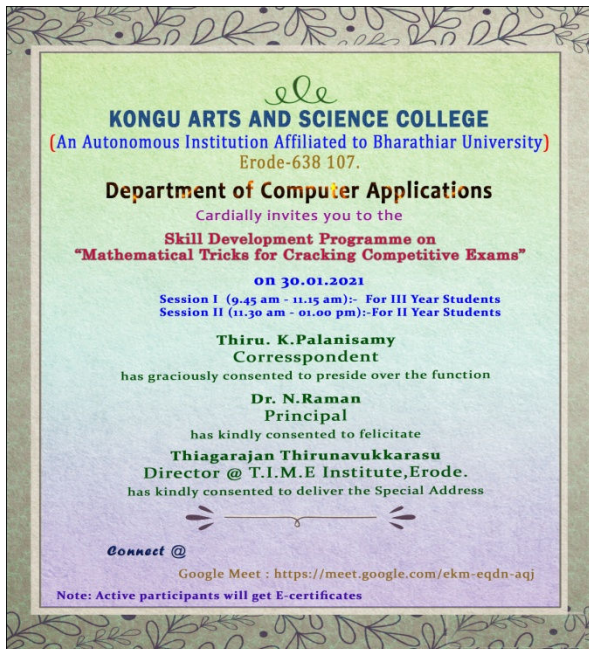 KONGU ARTS AND SCIENCE COLLEGE
(An Autonomous Institution Affiliated to Bharathiar University)
Erode-638 107.
Department of Computer Applications
Cardially invites you to the
Skill Development Programme on
“Mathematical Tricks for Cracking Competitive Exams”
on 30.01.2021
Session I (9.45 am - 11.15 am):- For III Year Students
Session II (11.30 am - 01.00 pm):-For II Year Students
Thiru. K.Palanisamy
Corresspondent
has graciously consented to preside over the function
Dr. N.Raman
Principal
has kindly consented to felicitate
Thiagarajan Thirunavukkarasu
Director @ T.I.M.E Institute,Erode.
has kindly consented to deliver the Special Address
Connect @
Google Meet : https://meet.google.com/ekm-eqdn-aqj
Note: Active participants will get E-certificates